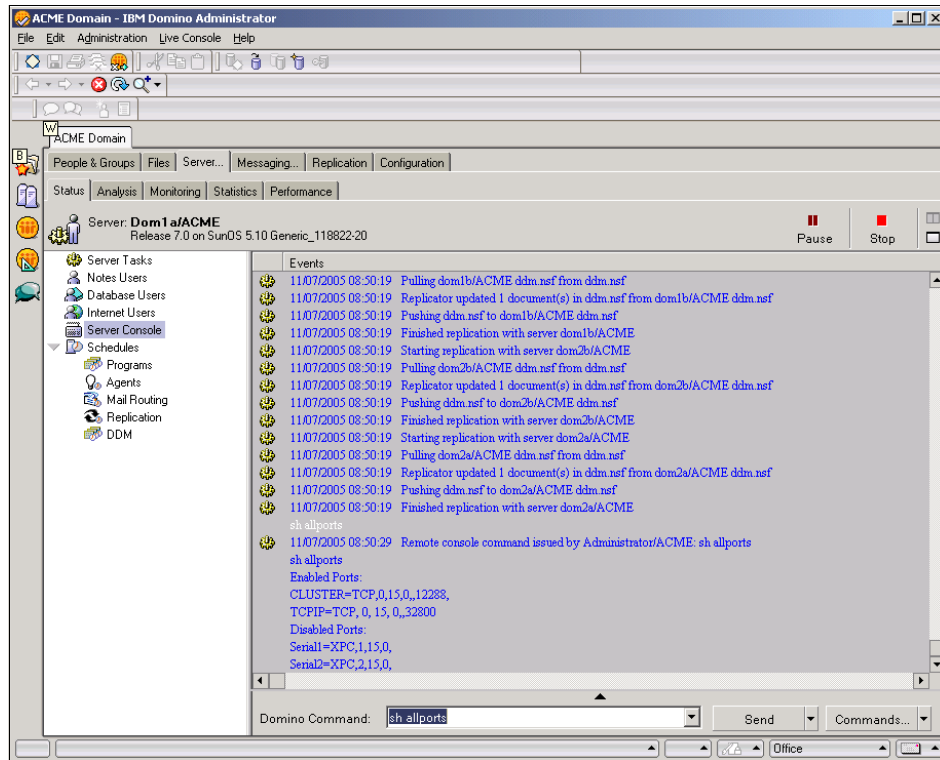 ACME Domain - IBM Domino Administrator
File Edit Administration Live Console Help
W
ACME Domain
B
People & Groups Files Server... Messaging... Replication Configuration
Status Analysis Monitoring Statistics Performance
Server: Dom1a/ACME
Release 7.0 on SunOS 5.10 Generic_118822-20
Pause Stop
Server Tasks
Notes Users
Database Users
Internet Users
Server Console
Schedules
Programs
Agents
Mail Routing
Replication
DDM
Events
11/07/2005 08:50:19 Pulling dom1b/ACME ddm.nsf from ddm.nsf
11/07/2005 08:50:19 Replicator updated 1 document(s) in ddm.nsf from dom1b/ACME ddm.nsf
11/07/2005 08:50:19 Pushing ddm.nsf to dom1b/ACME ddm.nsf
11/07/2005 08:50:19 Finished replication with server dom1b/ACME
11/07/2005 08:50:19 Starting replication with server dom2b/ACME
11/07/2005 08:50:19 Pulling dom2b/ACME ddm.nsf from ddm.nsf
11/07/2005 08:50:19 Replicator updated 1 document(s) in ddm.nsf from dom2b/ACME ddm.nsf
11/07/2005 08:50:19 Pushing ddm.nsf to dom2b/ACME ddm.nsf
11/07/2005 08:50:19 Finished replication with server dom2b/ACME
11/07/2005 08:50:19 Starting replication with server dom2a/ACME
11/07/2005 08:50:19 Pulling dom2a/ACME ddm.nsf from ddm.nsf
11/07/2005 08:50:19 Replicator updated 1 document(s) in ddm.nsf from dom2a/ACME ddm.nsf
11/07/2005 08:50:19 Pushing ddm.nsf to dom2a/ACME ddm.nsf
11/07/2005 08:50:19 Finished replication with server dom2a/ACME
sh allports
11/07/2005 08:50:29 Remote console command issued by Administrator/ACME: sh allports
sh allports
Enabled Ports:
CLUSTER=TCP,0,15,0,,12288,
TCPIP=TCP, 0, 15, 0,,32800
Disabled Ports:
Serial1=XPC,1,15,0,
Serial2=XPC,2,15,0,
Domino Command: sh allports Send Commands...
Office